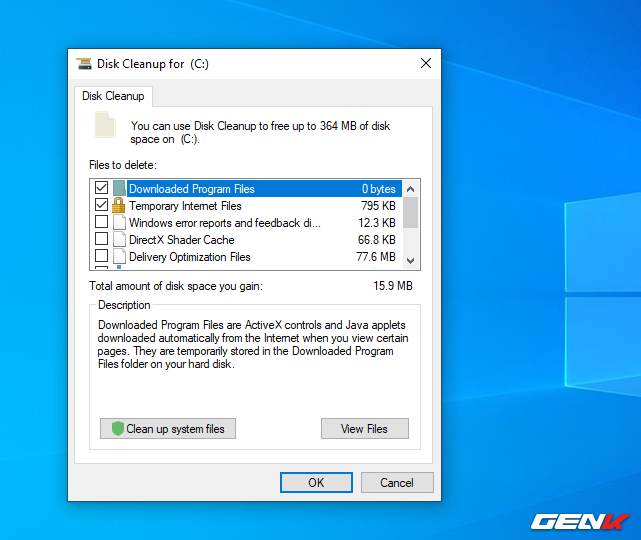 Disk Cleanup for (C:)
Disk Cleanup
You can use Disk Cleanup to free up to 364 MB of disk
space on (C:).
Files to delete:
Downloaded Program Files 0 bytes
Temporary Internet Files 795 KB
Windows error reports and feedback di... 12.3 KB
DirectX Shader Cache 66.8 KB
Delivery Optimization Files 77.6 MB
Total amount of disk space you gain: 15.9 MB
Description
Downloaded Program Files are ActiveX controls and Java applets
downloaded automatically from the Internet when you view certain
pages. They are temporarily stored in the Downloaded Program
Files folder on your hard disk.
Clean up system files View Files
OK Cancel
GENK